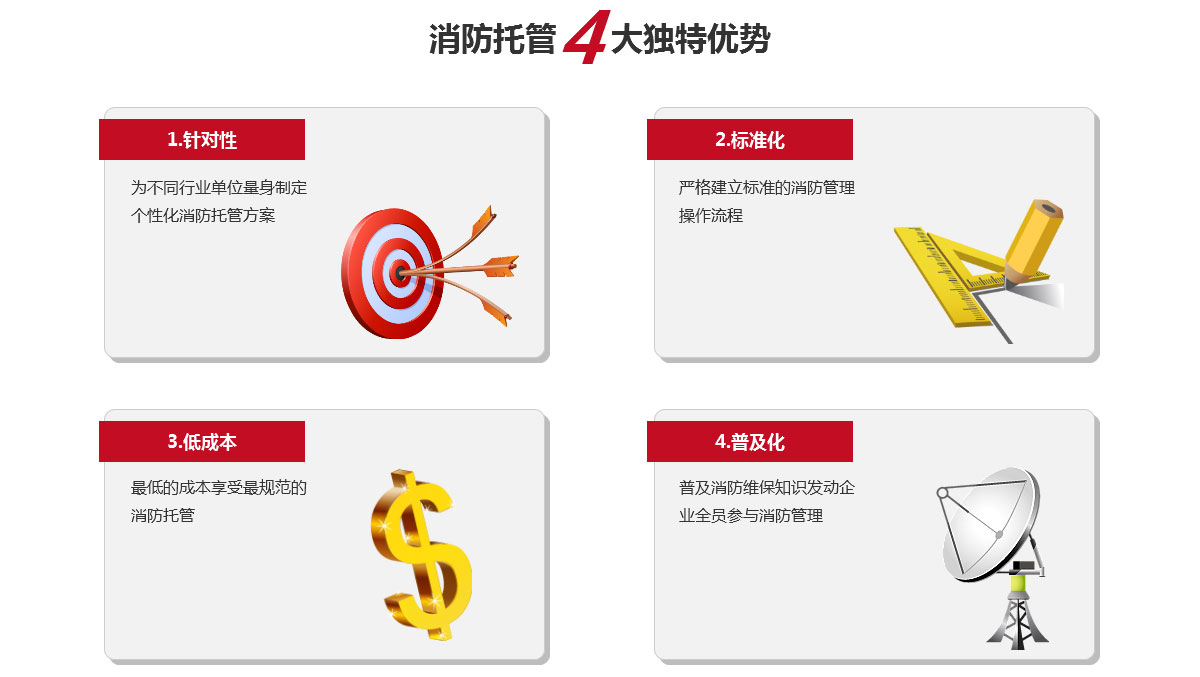 消防托管4大独特优势
1.针对性
为不同行业单位量身制定
个性化消防托管方案
2.标准化
严格建立标准的消防管理
操作流程
3.低成本
最低的成本享受最规范的
消防托管
4.普及化
普及消防维保知识发动企
业全员参与消防管理